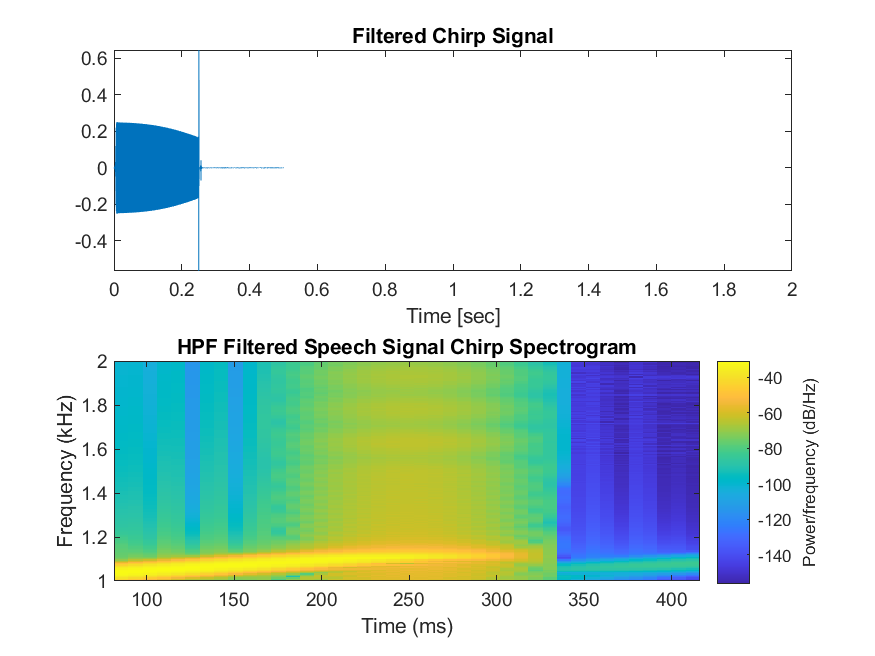 Filtered Chirp Signal
0.6
0.4
0.2
0
-0.2
-0.4
0 0.2 0.4 0.6 0.8 1 1.2 1.4 1.6 1.8 2
Time [sec]
HPF Filtered Speech Signal Chirp Spectrogram
2
1.8
1.6
1.4
1.2
1
Frequency (kHz)
100 150 200 250 300 350 400
Time (ms)
-40
-60
-80
-100
-120
-140
Power/frequency (dB/Hz)